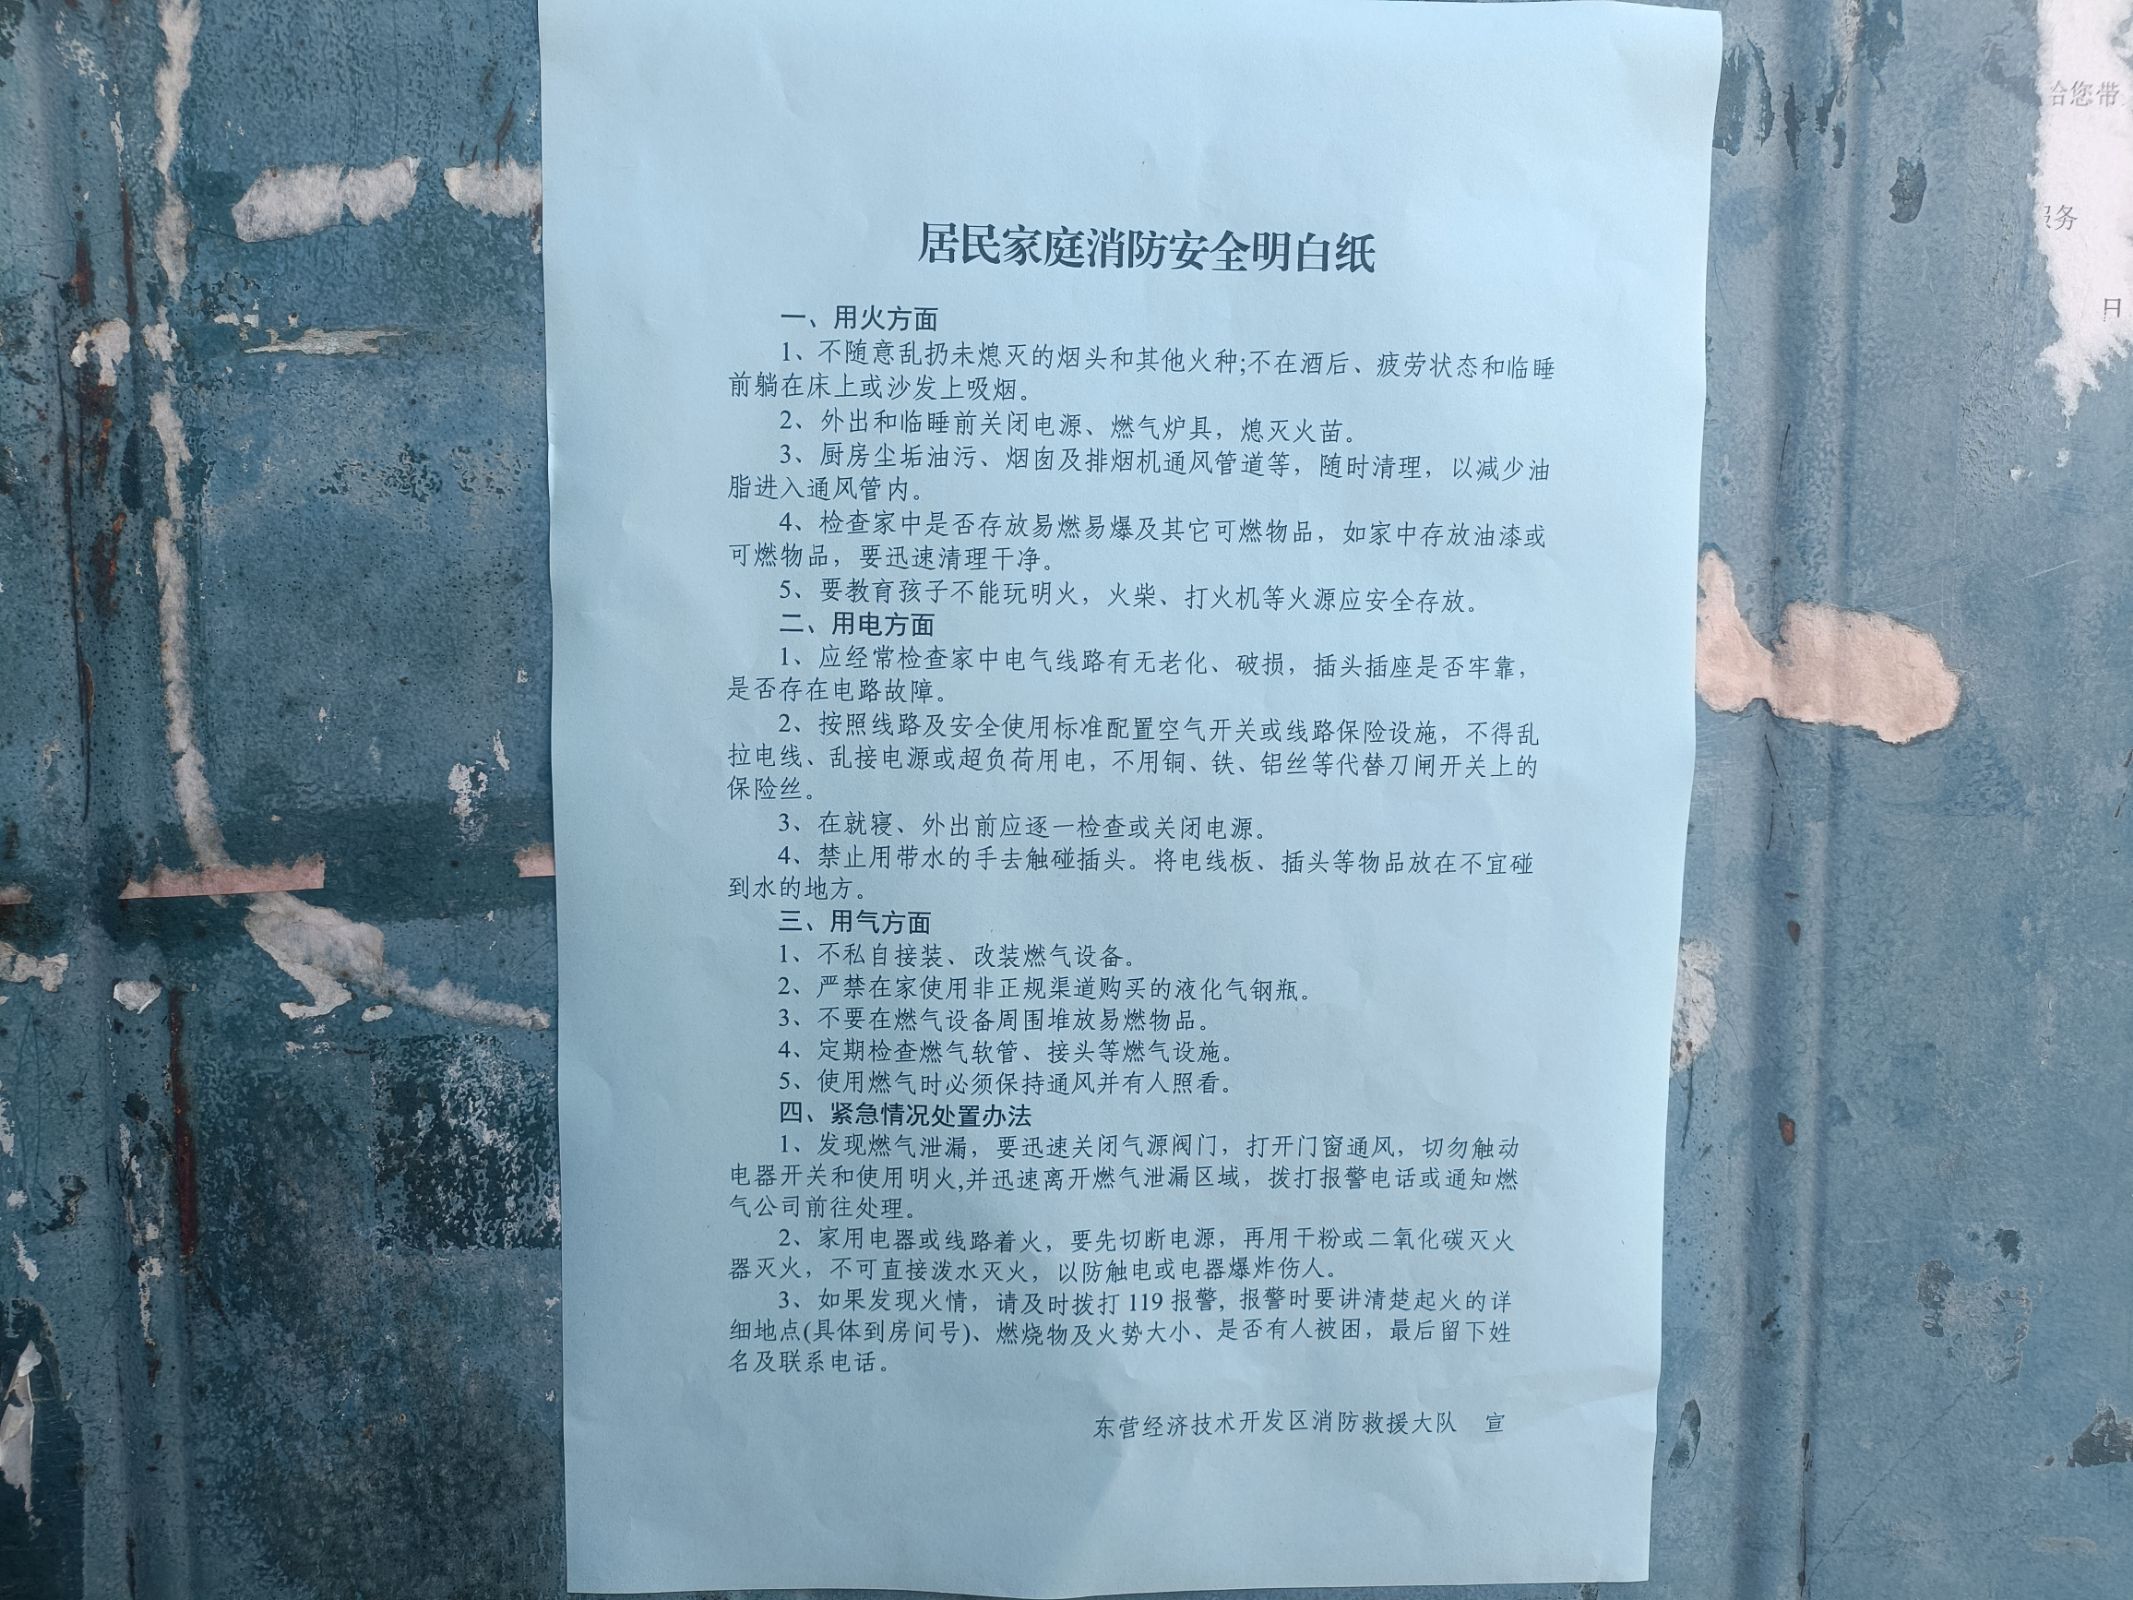 居民家庭消防安全明白纸
一、用火方面
1、不随意乱扔未熄灭的烟头和其他火种;不在酒后、疲劳状态和临睡
前躺在床上或沙发上吸烟。
2、外出和临睡前关闭电源、燃气炉具，熄灭火苗。
3、厨房尘垢油污、烟囱及排烟机通风管道等，随时清理，以减少油
脂进入通风管内。
4、检查家中是否存放易燃易爆及其它可燃物品，如家中存放油漆或
可燃物品，要迅速清理干净。
5、要教育孩子不能玩明火，火柴、打火机等火源应安全存放。
二、用电方面
1、应经常检查家中电气线路有无老化、破损，插头插座是否牢靠，
是否存在电路故障。
2、按照线路及安全使用标准配置空气开关或线路保险设施，不得乱
拉电线、乱接电源或超负荷用电，不用铜、铁、铝丝等代替刀闸开关上的
保险丝。
3、在就寝、外出前应逐一检查或关闭电源。
4、禁止用带水的手去触碰插头。将电线板、插头等物品放在不宜碰
到水的地方。
三、用气方面
1、不私自接装、改装燃气设备。
2、严禁在家使用非正规渠道购买的液化气钢瓶。
3、不要在燃气设备周围堆放易燃物品。
4、定期检查燃气软管、接头等燃气设施。
5、使用燃气时必须保持通风并有人照看。
四、紧急情况处置办法
1、发现燃气泄漏，要迅速关闭气源阀门，打开门窗通风，切勿触动
电器开关和使用明火,并迅速离开燃气泄漏区域，拨打报警电话或通知燃
气公司前往处理。
2、家用电器或线路着火，要先切断电源，再用干粉或二氧化碳灭火
器灭火，不可直接泼水灭火，以防触电或电器爆炸伤人。
3、如果发现火情，请及时拨打 119 报警，报警时要讲清楚起火的详
细地点(具体到房间号)、燃烧物及火势大小、是否有人被困，最后留下姓
名及联系电话。
东营经济技术开发区消防救援大队 宣
给您带
服务
日